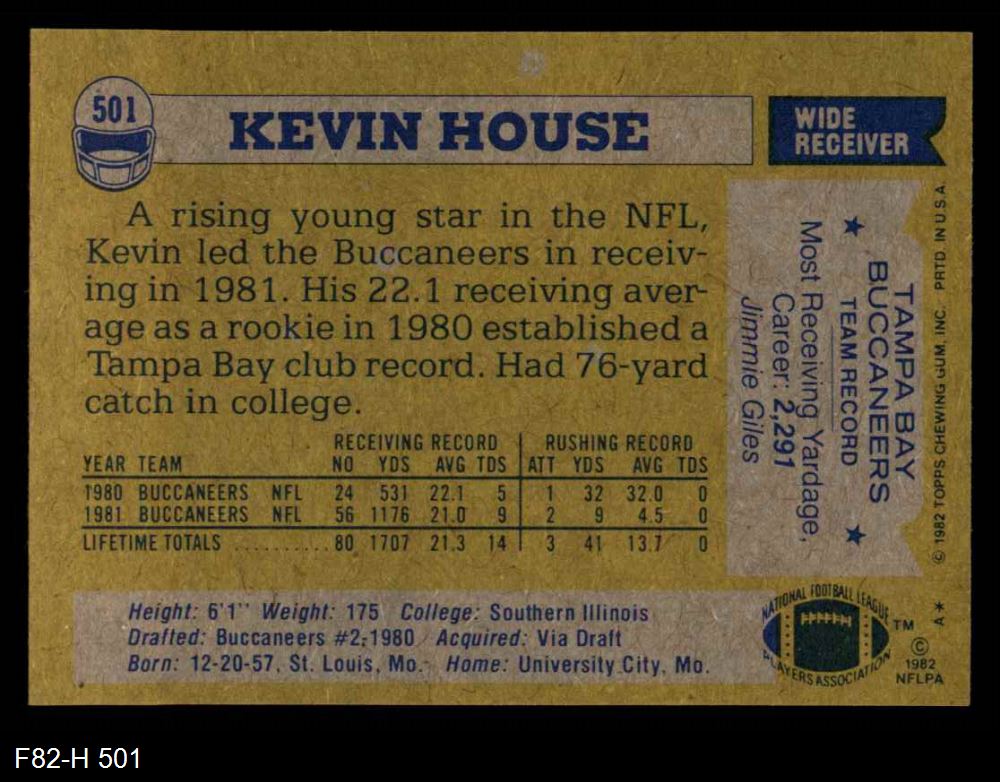 501
KEVIN HOUSE
WIDE
RECEIVER
A rising young star in the NFL,
Kevin led the Buccaneers in receiv-
ing in 1981. His 22.1 receiving aver-
age as a rookie in 1980 established a
Tampa Bay club record. Had 76-yard
catch in college.
RECEIVING RECORD RUSHING RECORD
YEAR TEAM NO YDS AVG TDS ATT YDS AVG TDS
1980 BUCCANEERS NFL 24 531 22.1 5 1 32 32.0 0
1981 BUCCANEERS NFL 56 1176 21.0 9 2 9 4.5 0
LIFETIME TOTALS .......... 80 1707 21.3 14 3 41 13.7 0
Height: 6'1" Weight: 175 College: Southern Illinois
Drafted: Buccaneers #2-1980 Acquired: Via Draft
Born: 12-20-57, St. Louis, Mo. Home: University City, Mo.
TAMPA BAY
BUCCANEERS
★ TEAM RECORD ★
Most Receiving Yardage,
Career: 2,291
Jimmie Giles
© 1982 TOPPS CHEWING GUM, INC. PRTD. IN U.S.A.
A**
NATIONAL FOOTBALL LEAGUE
PLAYERS ASSOCIATION
TM
©
1982
NFLPA
F82-H 501